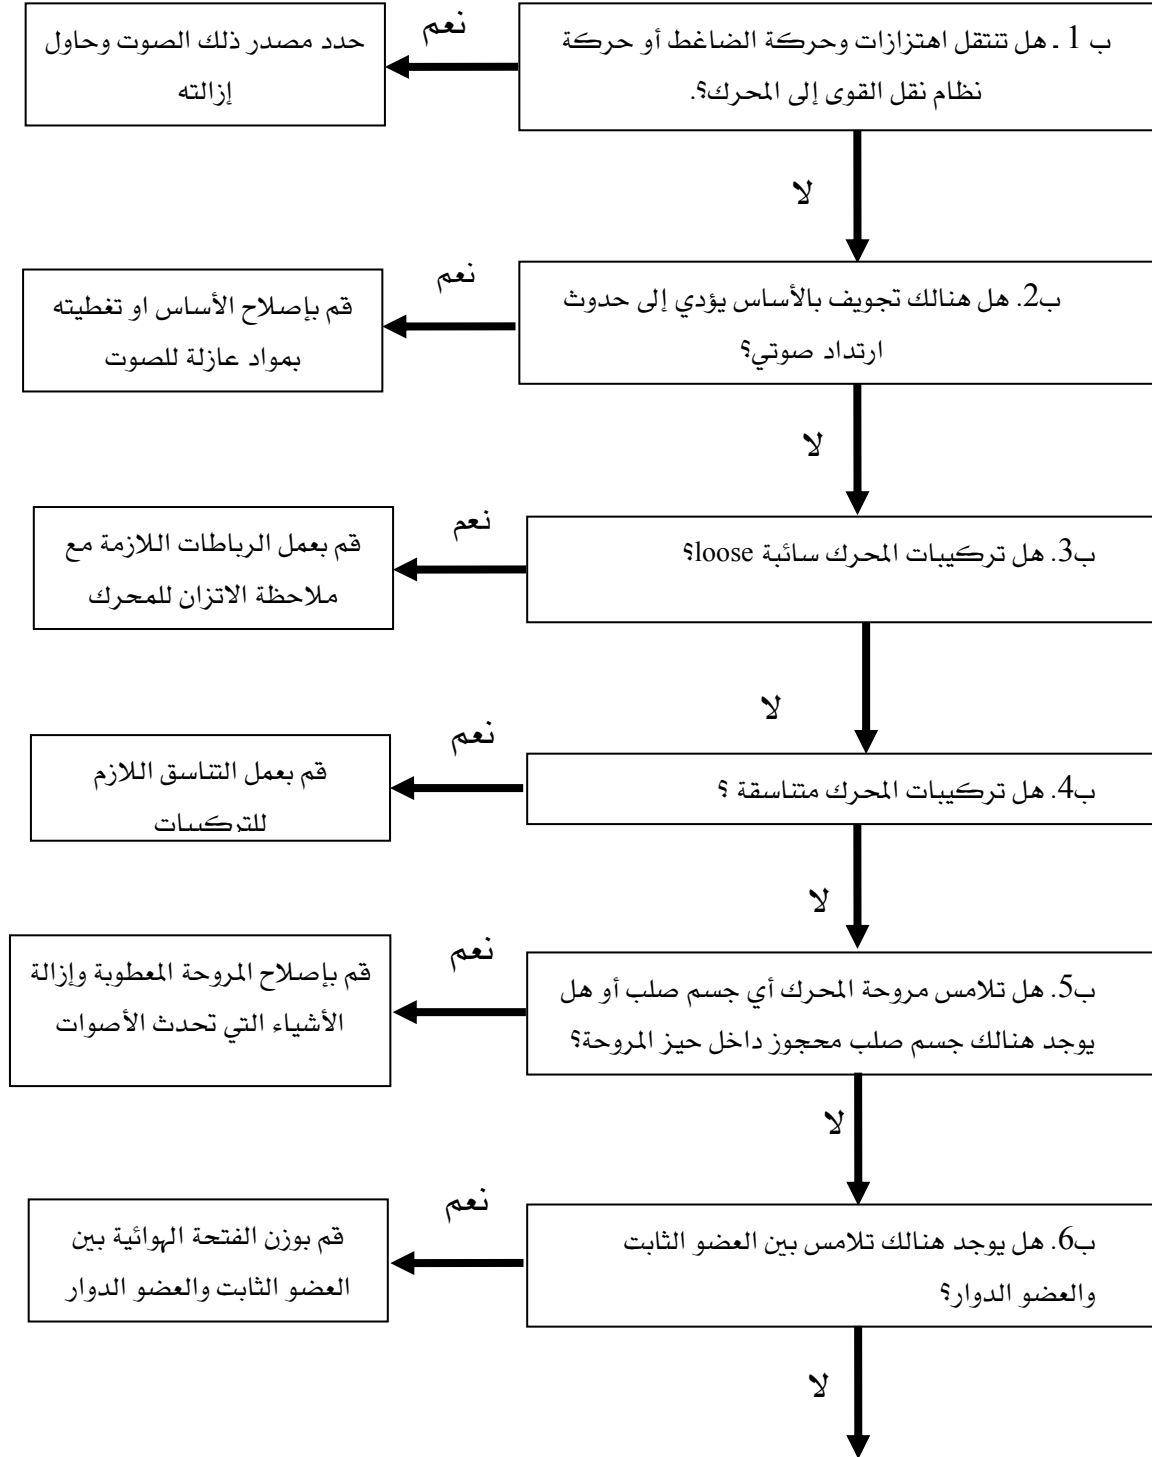 ب 1 ـ هل تنتقل اهتزازات وحركة الضاغط أو حركة
نظام نقل القوى إلى المحرك؟.
نعم
حدد مصدر ذلك الصوت وحاول
إزالته
لا
ب2. هل هنالك تجويف بالأساس يؤدي إلى حدوث
ارتداد صوتي؟
نعم
قم بإصلاح الأساس او تغطيته
بمواد عازلة للصوت
لا
ب3. هل تركيبات المحرك سائبة loose؟
نعم
قم بعمل الرباطات اللازمة مع
ملاحظة الاتزان للمحرك
لا
ب4. هل تركيبات المحرك متناسقة ؟
نعم
قم بعمل التناسق اللازم
للتركيبات
لا
ب5. هل تلامس مروحة المحرك أي جسم صلب أو هل
يوجد هنالك جسم صلب محجوز داخل حيز المروحة؟
نعم
قم بإصلاح المروحة المعطوبة وإزالة
الأشياء التي تحدث الأصوات
لا
ب6. هل يوجد هنالك تلامس بين العضو الثابت
والعضو الدوار؟
نعم
قم بوزن الفتحة الهوائية بين
العضو الثابت والعضو الدوار
لا